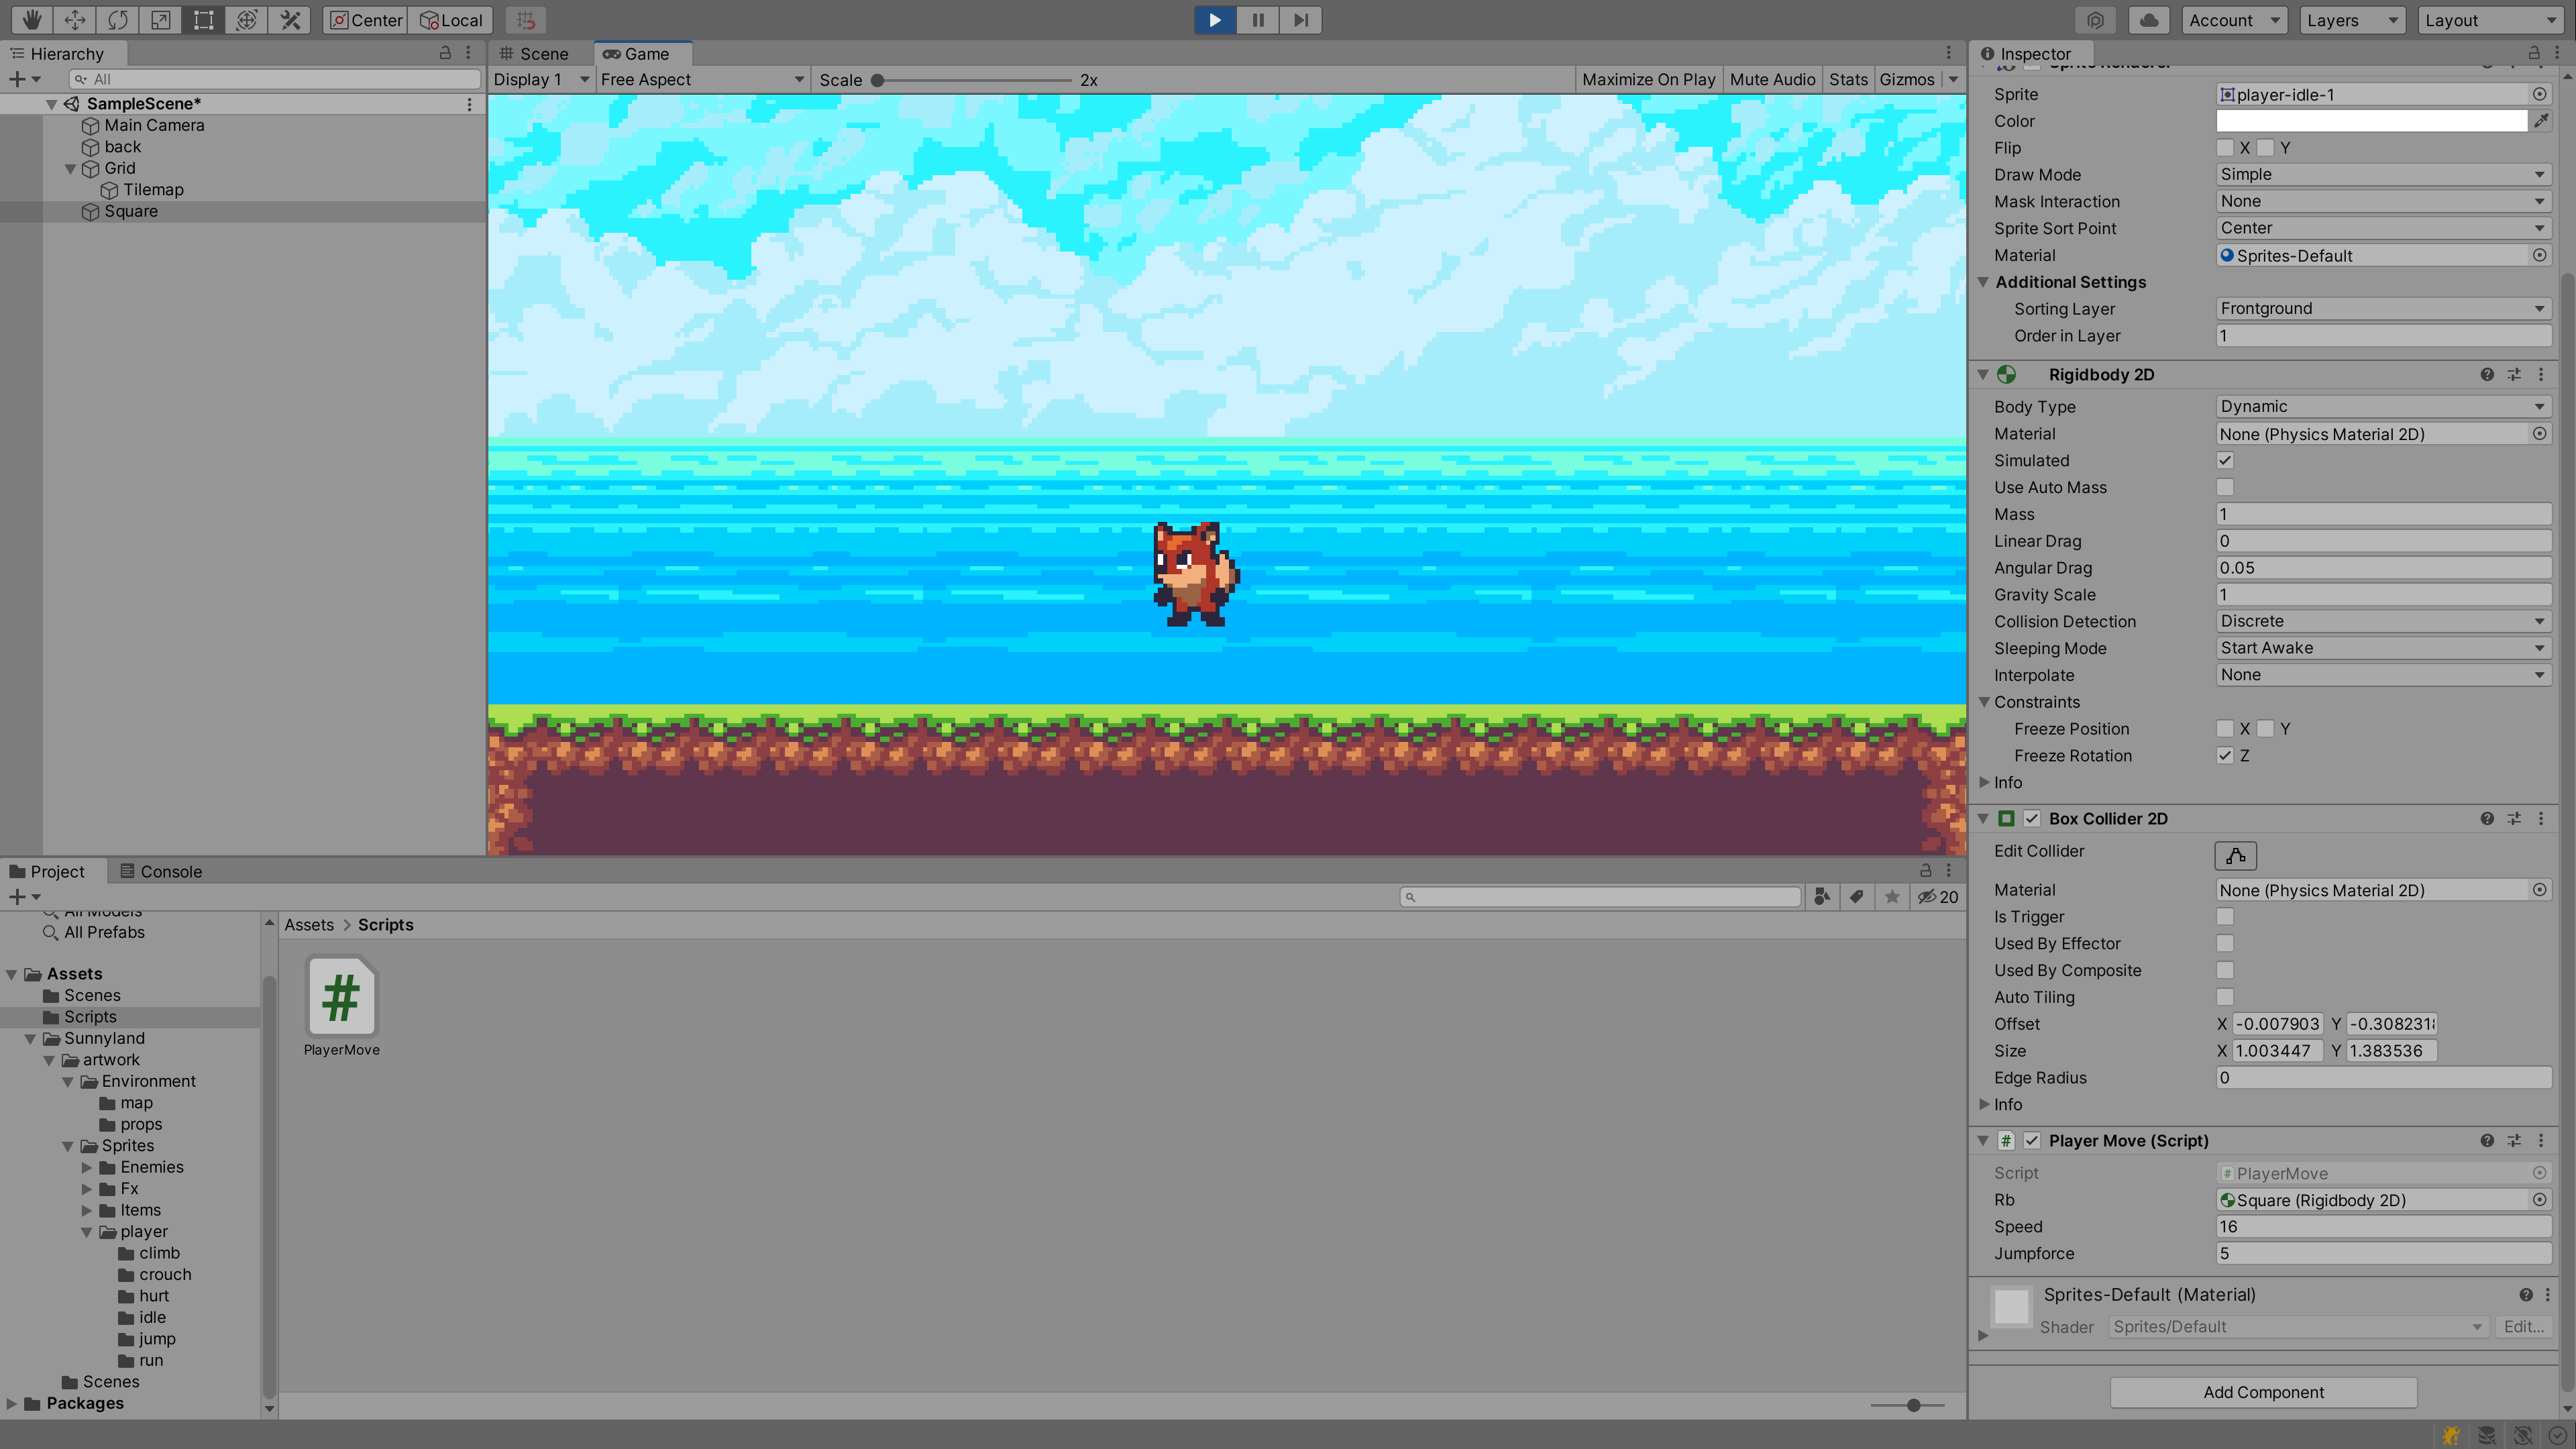 Center
Local
Account
Layers
Layout
Hierarchy
Scene
Game
Inspector
All
Display 1
Free Aspect
Scale
2x
Maximize On Play
Mute Audio
Stats
Gizmos
SampleScene*
Main Camera
back
Grid
Tilemap
Square
Sprite Renderer
Sprite
player-idle-1
Color
Flip
X
Y
Draw Mode
Simple
Mask Interaction
None
Sprite Sort Point
Center
Material
Sprites-Default
Additional Settings
Sorting Layer
Frontground
Order in Layer
1
Rigidbody 2D
Body Type
Dynamic
Material
None (Physics Material 2D)
Simulated
Use Auto Mass
Mass
1
Linear Drag
0
Angular Drag
0.05
Gravity Scale
1
Collision Detection
Discrete
Sleeping Mode
Start Awake
Interpolate
None
Constraints
Freeze Position
X
Y
Freeze Rotation
Z
Info
Box Collider 2D
Edit Collider
Material
None (Physics Material 2D)
Is Trigger
Used By Effector
Used By Composite
Auto Tiling
Offset
X -0.007903
Y -0.308231
Size
X 1.003447
Y 1.383536
Edge Radius
0
Info
Player Move (Script)
Script
# PlayerMove
Rb
Square (Rigidbody 2D)
Speed
16
Jumpforce
5
Sprites-Default (Material)
Shader
Sprites/Default
Edit...
Add Component
Project
Console
20
All Models
All Prefabs
Assets
Scenes
Scripts
Sunnyland
artwork
Environment
map
props
Sprites
Enemies
Fx
Items
player
climb
crouch
hurt
idle
jump
run
Scenes
Packages
Assets > Scripts
#
PlayerMove